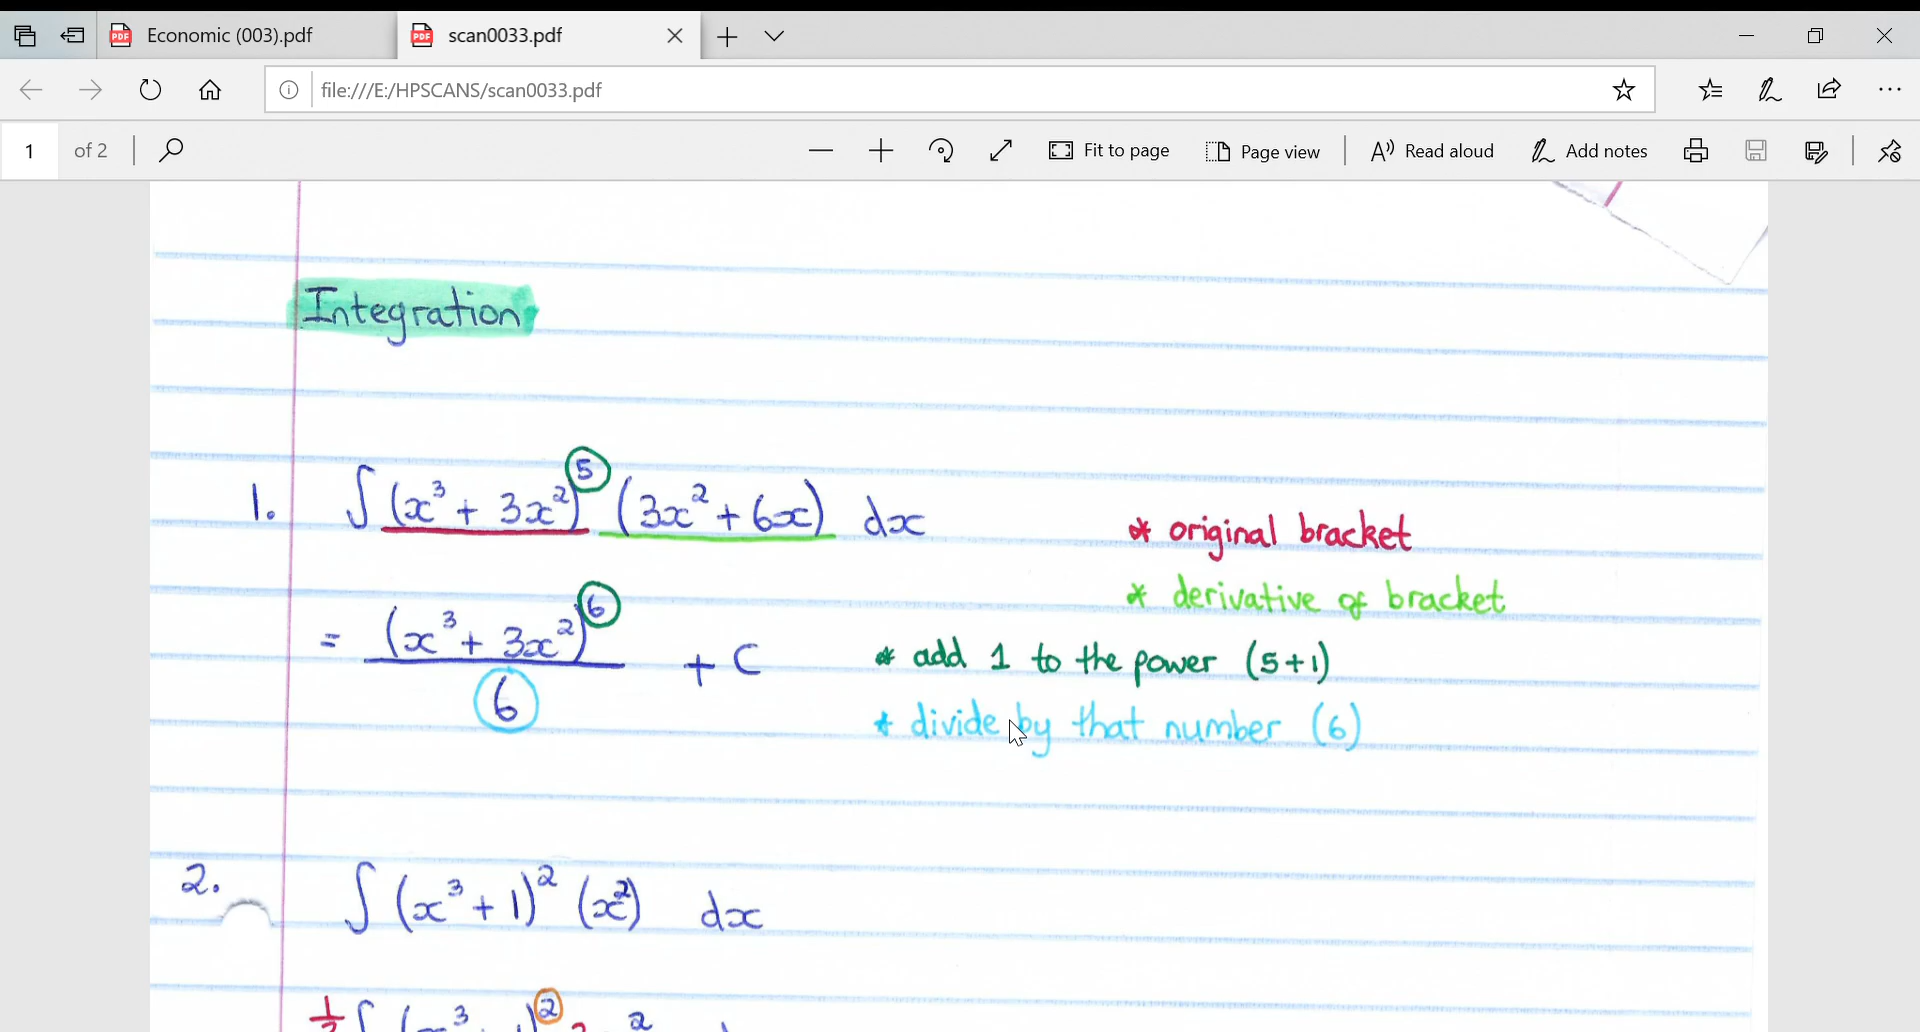 Economic (003).pdf
scan0033.pdf
file:///E:/HPSCANS/scan0033.pdf
1 of 2
Fit to page
Page view
Read aloud
Add notes
Integration
1. ∫ (x³ + 3x²)⁵ (3x² + 6x) dx
* original bracket
* derivative of bracket
= (x³ + 3x²)⁶ / 6 + C
* add 1 to the power (5+1)
* divide by that number (6)
2. ∫ (x³ + 1)² (x²) dx